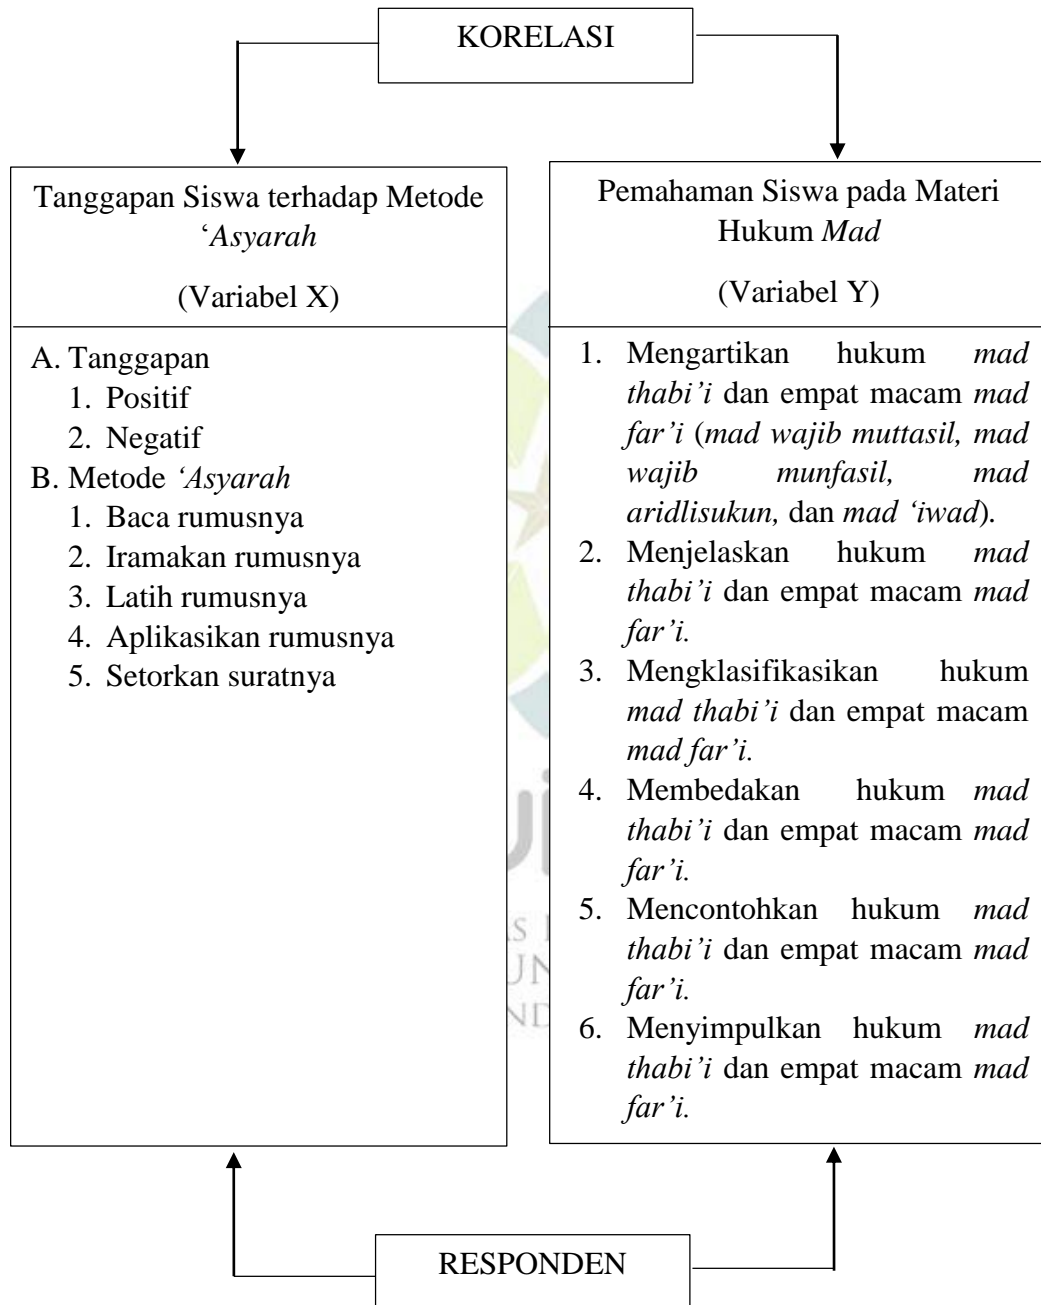 KORELASI
Tanggapan Siswa terhadap Metode
‘Asyarah
(Variabel X)
A. Tanggapan
1. Positif
2. Negatif
B. Metode ‘Asyarah
1. Baca rumusnya
2. Iramakan rumusnya
3. Latih rumusnya
4. Aplikasikan rumusnya
5. Setorkan suratnya
Pemahaman Siswa pada Materi
Hukum Mad
(Variabel Y)
1. Mengartikan hukum mad
thabi’i dan empat macam mad
far’i (mad wajib muttasil, mad
wajib munfasil, mad
aridlisukun, dan mad ‘iwad).
2. Menjelaskan hukum mad
thabi’i dan empat macam mad
far’i.
3. Mengklasifikasikan hukum
mad thabi’i dan empat macam
mad far’i.
4. Membedakan hukum mad
thabi’i dan empat macam mad
far’i.
5. Mencontohkan hukum mad
thabi’i dan empat macam mad
far’i.
6. Menyimpulkan hukum mad
thabi’i dan empat macam mad
far’i.
RESPONDEN